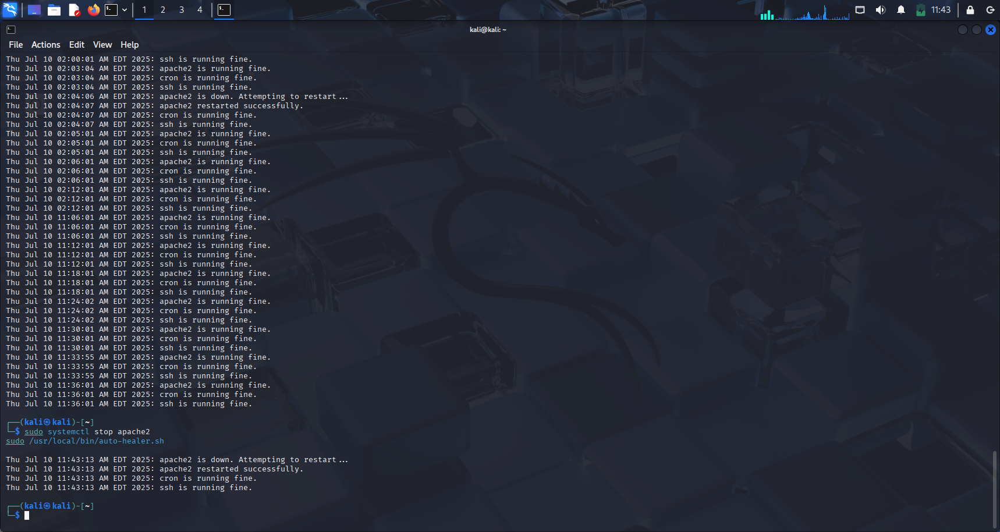 1 2 3 4 11:43
kali@kali: ~
File Actions Edit View Help
Thu Jul 10 02:00:01 AM EDT 2025: ssh is running fine.
Thu Jul 10 02:03:04 AM EDT 2025: apache2 is running fine.
Thu Jul 10 02:03:04 AM EDT 2025: cron is running fine.
Thu Jul 10 02:03:04 AM EDT 2025: ssh is running fine.
Thu Jul 10 02:04:06 AM EDT 2025: apache2 is down. Attempting to restart...
Thu Jul 10 02:04:07 AM EDT 2025: apache2 restarted successfully.
Thu Jul 10 02:04:07 AM EDT 2025: cron is running fine.
Thu Jul 10 02:04:07 AM EDT 2025: ssh is running fine.
Thu Jul 10 02:05:01 AM EDT 2025: apache2 is running fine.
Thu Jul 10 02:05:01 AM EDT 2025: cron is running fine.
Thu Jul 10 02:05:01 AM EDT 2025: ssh is running fine.
Thu Jul 10 02:06:01 AM EDT 2025: apache2 is running fine.
Thu Jul 10 02:06:01 AM EDT 2025: cron is running fine.
Thu Jul 10 02:06:01 AM EDT 2025: ssh is running fine.
Thu Jul 10 02:12:01 AM EDT 2025: apache2 is running fine.
Thu Jul 10 02:12:01 AM EDT 2025: cron is running fine.
Thu Jul 10 02:12:01 AM EDT 2025: ssh is running fine.
Thu Jul 10 11:06:01 AM EDT 2025: apache2 is running fine.
Thu Jul 10 11:06:01 AM EDT 2025: cron is running fine.
Thu Jul 10 11:06:01 AM EDT 2025: ssh is running fine.
Thu Jul 10 11:12:01 AM EDT 2025: apache2 is running fine.
Thu Jul 10 11:12:01 AM EDT 2025: cron is running fine.
Thu Jul 10 11:12:01 AM EDT 2025: ssh is running fine.
Thu Jul 10 11:18:01 AM EDT 2025: apache2 is running fine.
Thu Jul 10 11:18:01 AM EDT 2025: cron is running fine.
Thu Jul 10 11:18:01 AM EDT 2025: ssh is running fine.
Thu Jul 10 11:24:02 AM EDT 2025: apache2 is running fine.
Thu Jul 10 11:24:02 AM EDT 2025: cron is running fine.
Thu Jul 10 11:24:02 AM EDT 2025: ssh is running fine.
Thu Jul 10 11:30:01 AM EDT 2025: apache2 is running fine.
Thu Jul 10 11:30:01 AM EDT 2025: cron is running fine.
Thu Jul 10 11:30:01 AM EDT 2025: ssh is running fine.
Thu Jul 10 11:33:55 AM EDT 2025: apache2 is running fine.
Thu Jul 10 11:33:55 AM EDT 2025: cron is running fine.
Thu Jul 10 11:33:55 AM EDT 2025: ssh is running fine.
Thu Jul 10 11:36:01 AM EDT 2025: apache2 is running fine.
Thu Jul 10 11:36:01 AM EDT 2025: cron is running fine.
Thu Jul 10 11:36:01 AM EDT 2025: ssh is running fine.
┌──(kali㉿kali)-[~]
└─$ sudo systemctl stop apache2
sudo /usr/local/bin/auto-healer.sh
Thu Jul 10 11:43:13 AM EDT 2025: apache2 is down. Attempting to restart...
Thu Jul 10 11:43:13 AM EDT 2025: apache2 restarted successfully.
Thu Jul 10 11:43:13 AM EDT 2025: cron is running fine.
Thu Jul 10 11:43:13 AM EDT 2025: ssh is running fine.
┌──(kali㉿kali)-[~]
└─$